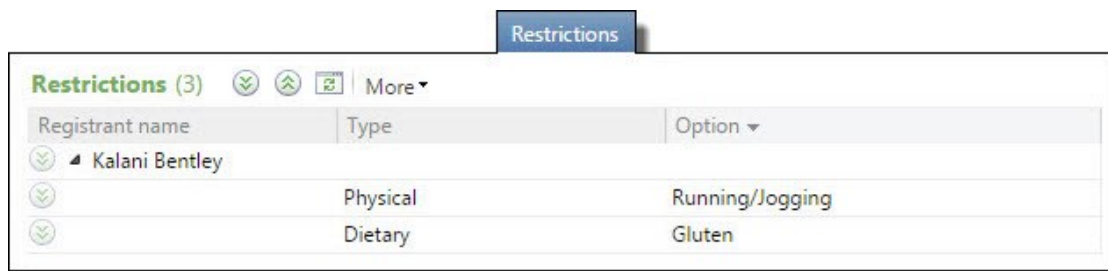 Restrictions
Restrictions (3) More
Registrant name Type Option
Kalani Bentley
Physical Running/Jogging
Dietary Gluten